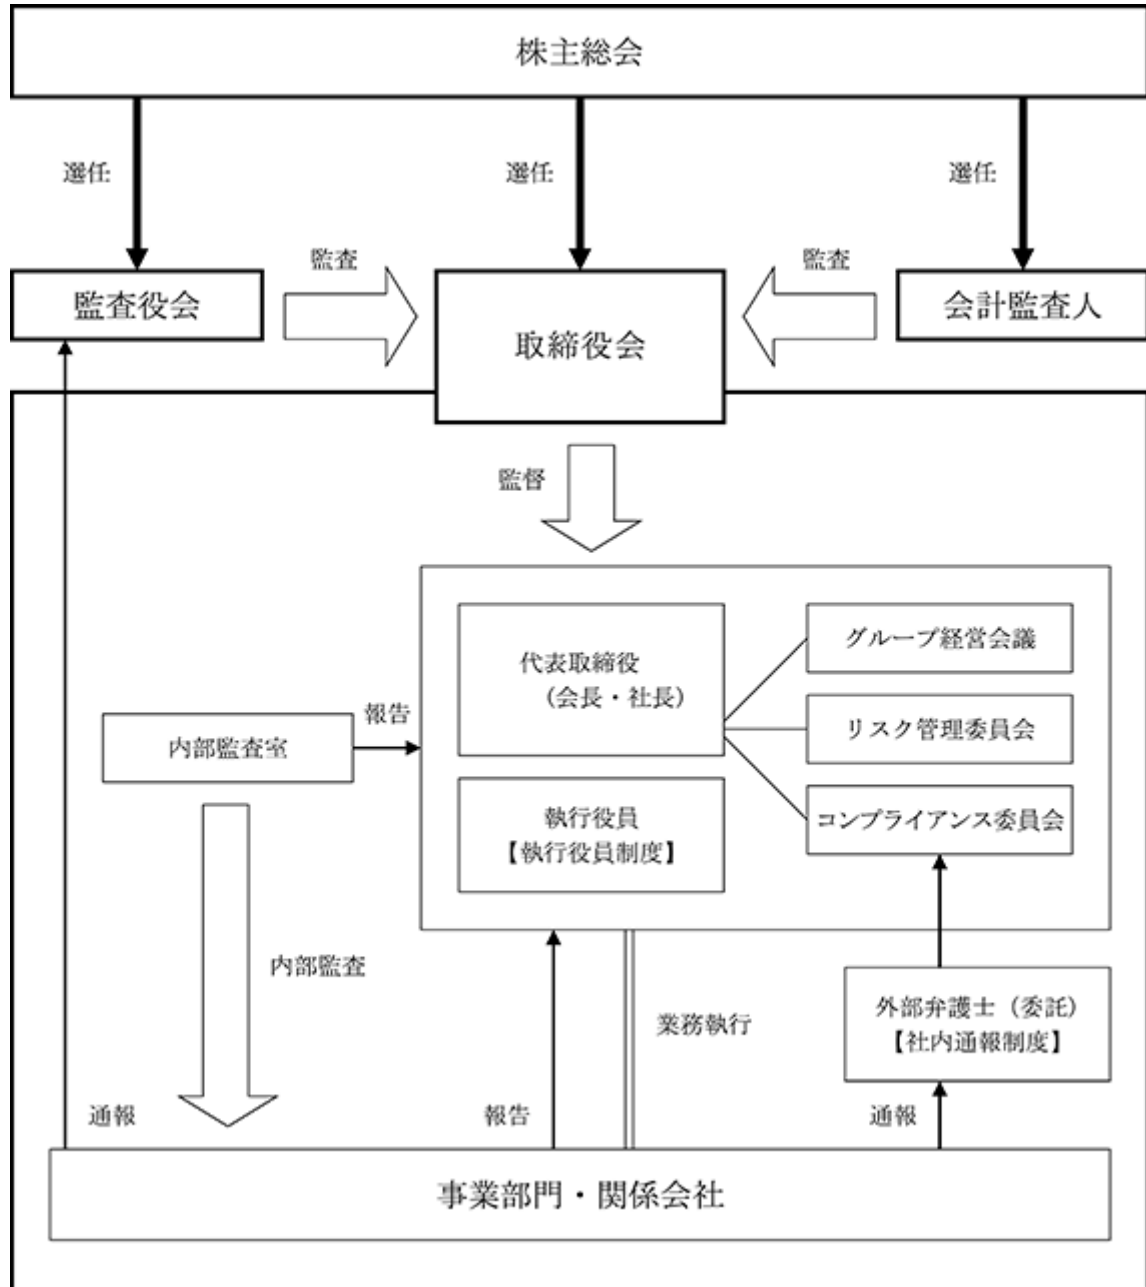 株主総会
選任
選任
選任
監査役会
監査
取締役会
監査
会計監査人
監督
代表取締役
（会長・社長）
グループ経営会議
リスク管理委員会
コンプライアンス委員会
内部監査室
報告
執行役員
【執行役員制度】
内部監査
業務執行
外部弁護士（委託）
【社内通報制度】
通報
報告
通報
事業部門・関係会社